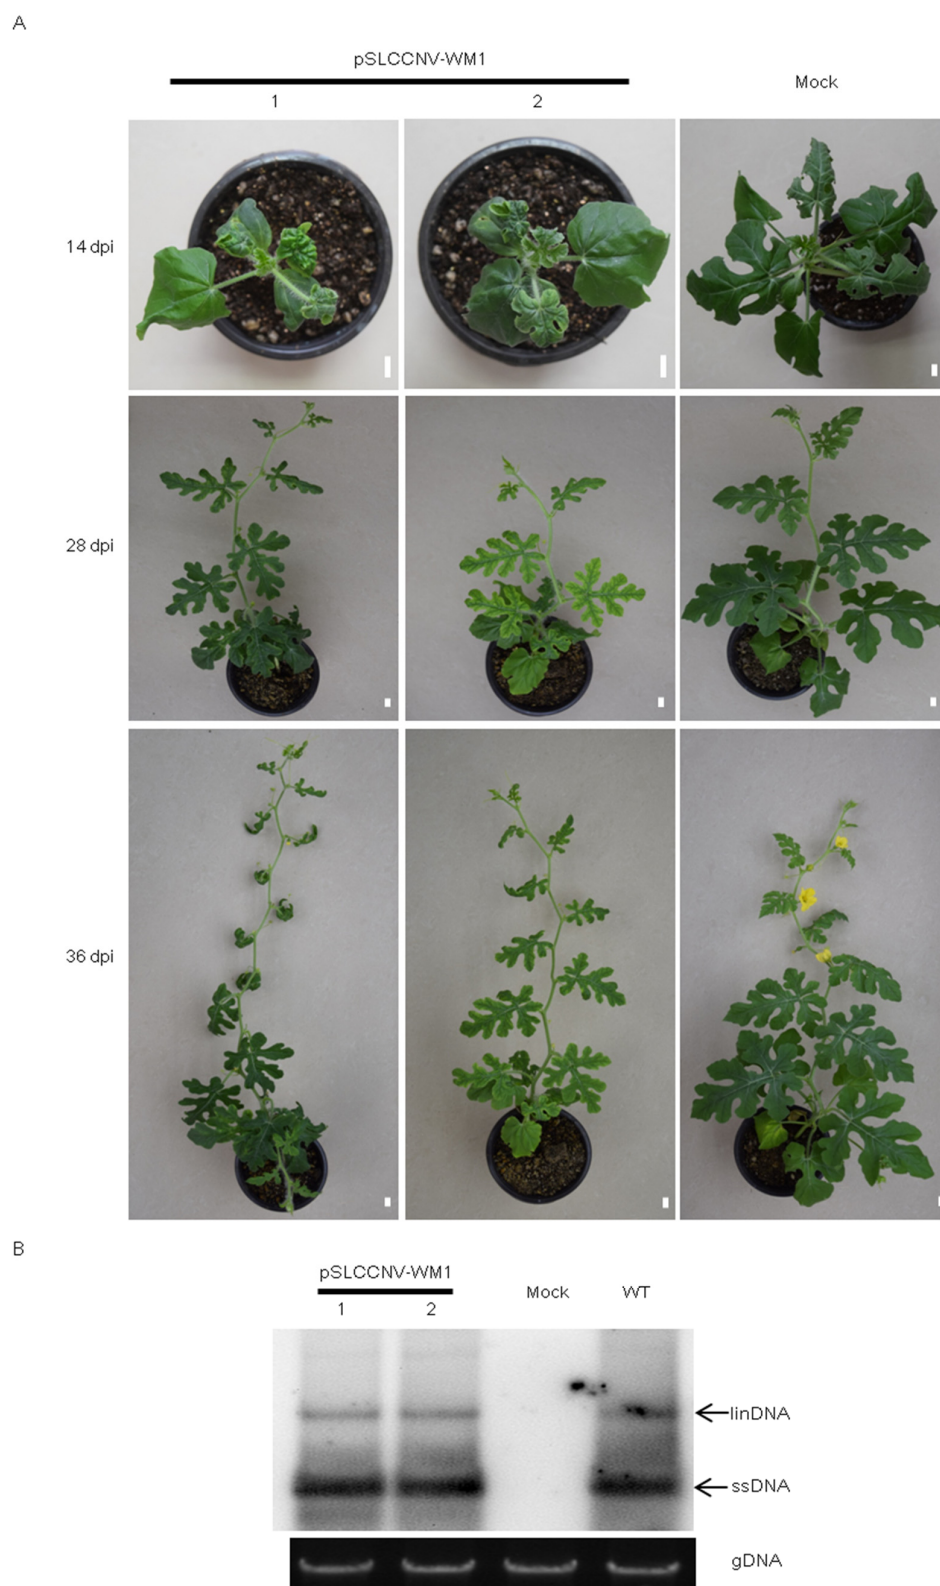 A
pSLCCNV-WM1
Mock
1
2
14 dpi
28 dpi
36 dpi
B
pSLCCNV-WM1
Mock
WT
1
2
linDNA
ssDNA
gDNA